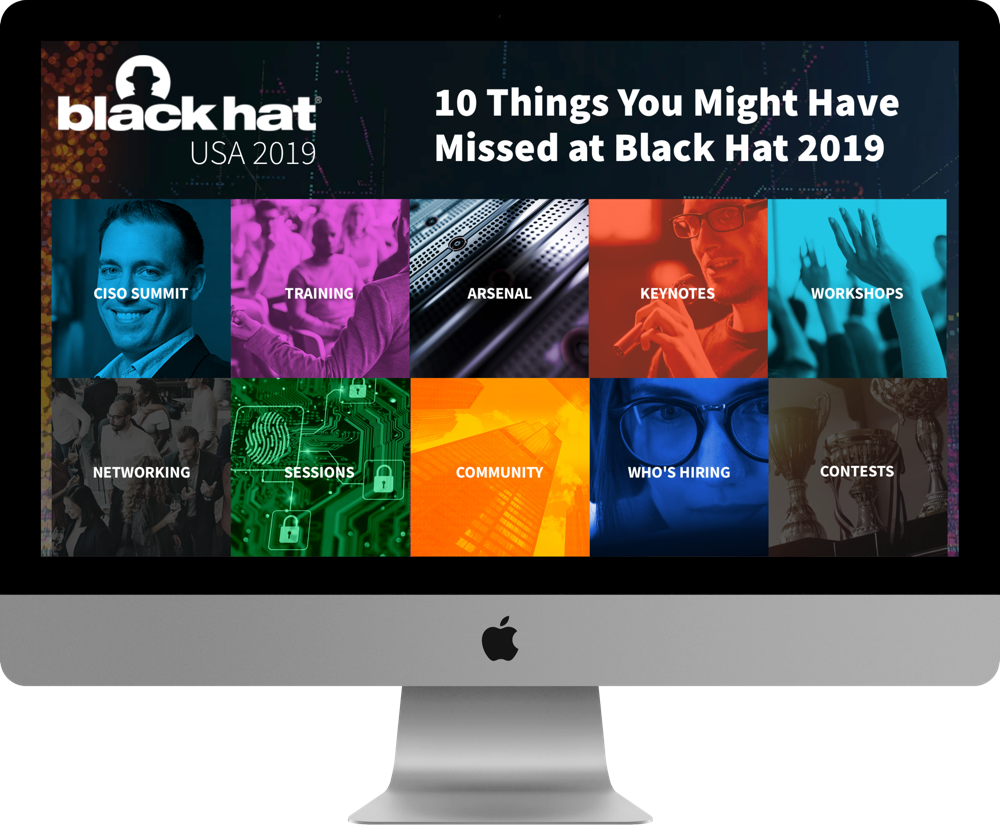 black hat®
USA 2019
10 Things You Might Have
Missed at Black Hat 2019
CISO SUMMIT
TRAINING
ARSENAL
KEYNOTES
WORKSHOPS
NETWORKING
SESSIONS
COMMUNITY
WHO'S HIRING
CONTESTS